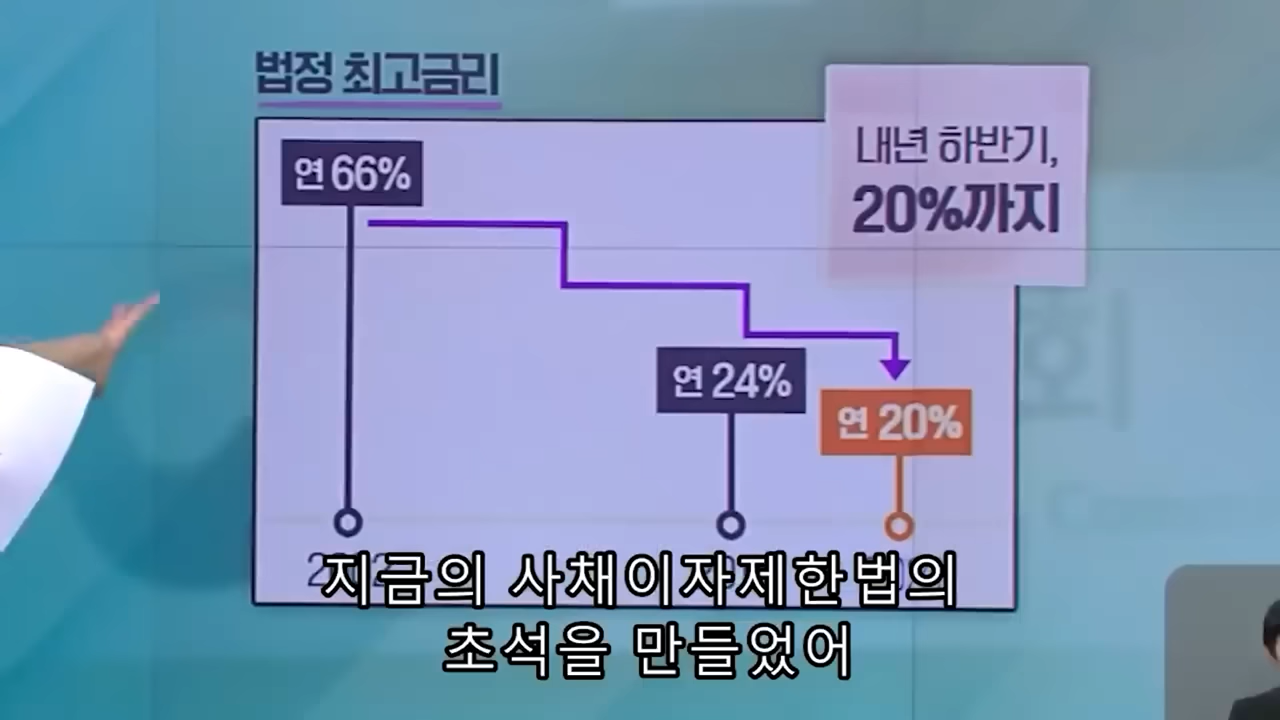 법정 최고금리
내년 하반기,
20%까지
연 66%
연 24%
연 20%
지금의 사채이자제한법의
초석을 만들었어